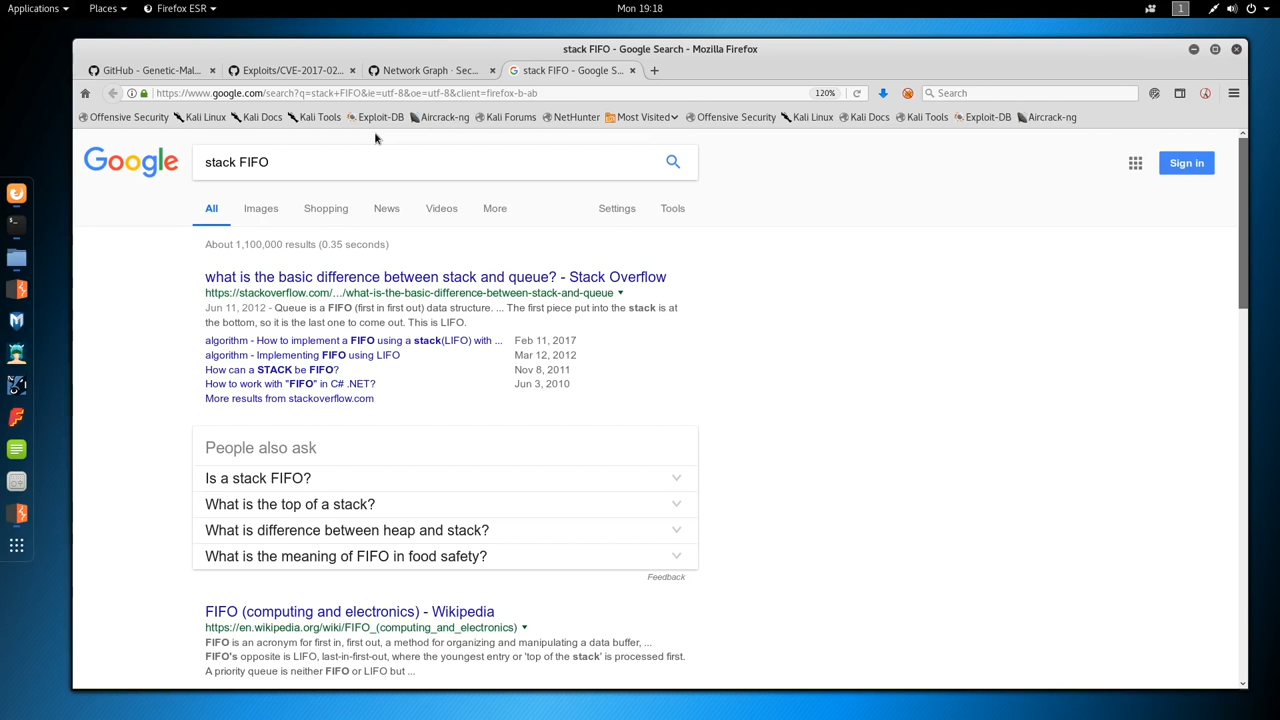 Applications Places Firefox ESR Mon 19:18 1
stack FIFO - Google Search - Mozilla Firefox
GitHub - Genetic-Mal... × Exploits/CVE-2017-02... × Network Graph · Sec... × stack FIFO - Google S... × +
https://www.google.com/search?q=stack+FIFO&ie=utf-8&oe=utf-8&client=firefox-b-ab 120% Search
Offensive Security Kali Linux Kali Docs Kali Tools Exploit-DB Aircrack-ng Kali Forums NetHunter Most Visited Offensive Security Kali Linux Kali Docs Kali Tools Exploit-DB Aircrack-ng
Google stack FIFO Sign in
All Images Shopping News Videos More Settings Tools
About 1,100,000 results (0.35 seconds)
what is the basic difference between stack and queue? - Stack Overflow
https://stackoverflow.com/.../what-is-the-basic-difference-between-stack-and-queue
Jun 11, 2012 - Queue is a FIFO (first in first out) data structure. ... The first piece put into the stack is at
the bottom, so it is the last one to come out. This is LIFO.
algorithm - How to implement a FIFO using a stack(LIFO) with ... Feb 11, 2017
algorithm - Implementing FIFO using LIFO Mar 12, 2012
How can a STACK be FIFO? Nov 8, 2011
How to work with "FIFO" in C# .NET? Jun 3, 2010
More results from stackoverflow.com
People also ask
Is a stack FIFO?
What is the top of a stack?
What is difference between heap and stack?
What is the meaning of FIFO in food safety?
Feedback
FIFO (computing and electronics) - Wikipedia
https://en.wikipedia.org/wiki/FIFO_(computing_and_electronics)
FIFO is an acronym for first in, first out, a method for organizing and manipulating a data buffer, ...
FIFO's opposite is LIFO, last-in-first-out, where the youngest entry or 'top of the stack' is processed first.
A priority queue is neither FIFO or LIFO but ...